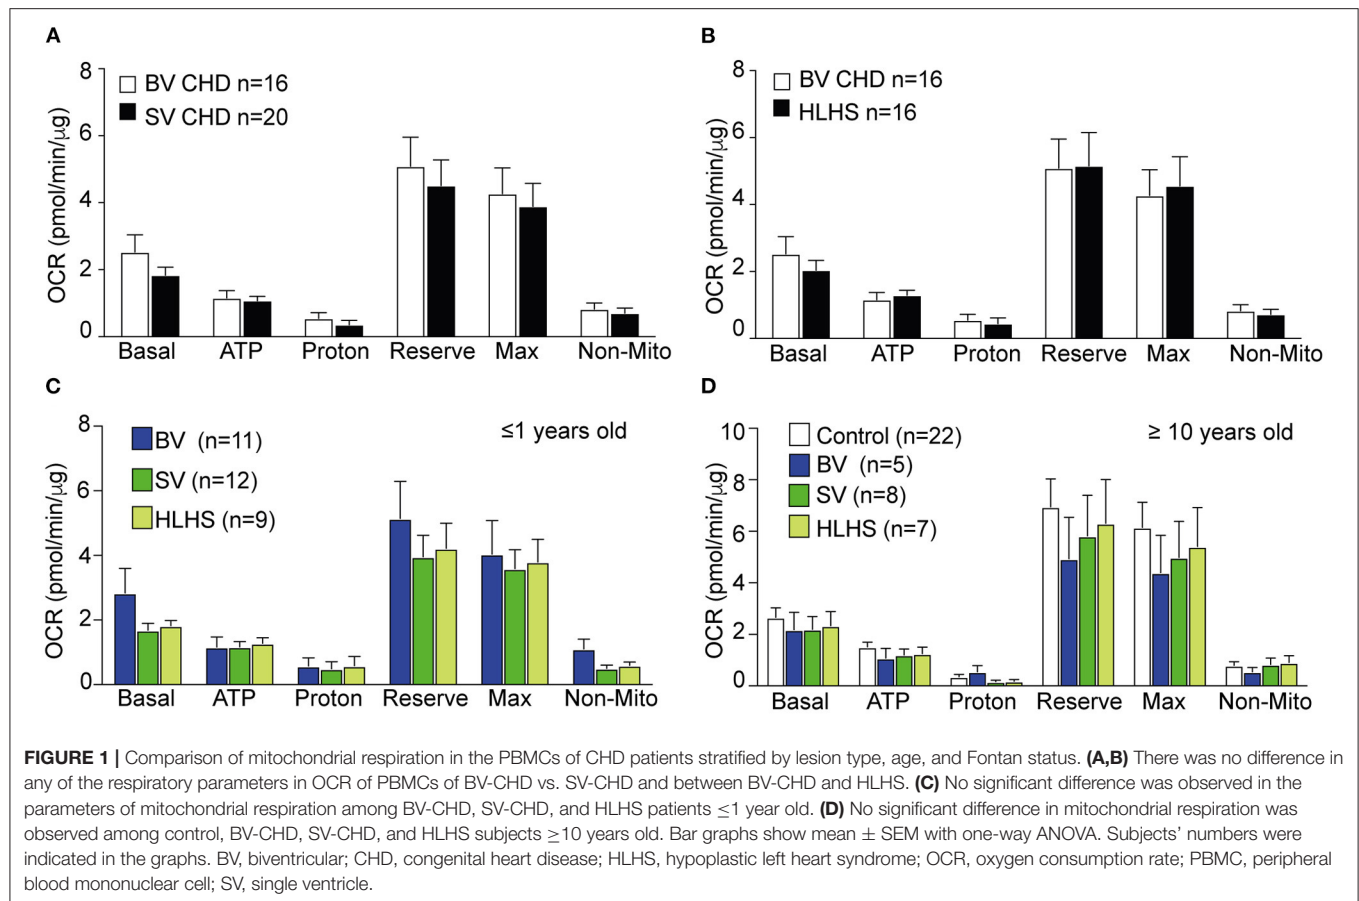 A
BV CHD n=16
SV CHD n=20
OCR (pmol/min/µg)
8
6
4
2
0
Basal ATP Proton Reserve Max Non-Mito
B
BV CHD n=16
HLHS n=16
OCR (pmol/min/µg)
8
6
4
2
0
Basal ATP Proton Reserve Max Non-Mito
C
BV (n=11)
SV (n=12)
HLHS (n=9)
≤1 years old
OCR (pmol/min/µg)
8
6
4
2
0
Basal ATP Proton Reserve Max Non-Mito
D
Control (n=22)
BV (n=5)
SV (n=8)
HLHS (n=7)
≥ 10 years old
OCR (pmol/min/µg)
10
8
6
4
2
0
Basal ATP Proton Reserve Max Non-Mito
FIGURE 1 | Comparison of mitochondrial respiration in the PBMCs of CHD patients stratified by lesion type, age, and Fontan status. (A,B) There was no difference in
any of the respiratory parameters in OCR of PBMCs of BV-CHD vs. SV-CHD and between BV-CHD and HLHS. (C) No significant difference was observed in the
parameters of mitochondrial respiration among BV-CHD, SV-CHD, and HLHS patients ≤1 year old. (D) No significant difference in mitochondrial respiration was
observed among control, BV-CHD, SV-CHD, and HLHS subjects ≥10 years old. Bar graphs show mean ± SEM with one-way ANOVA. Subjects' numbers were
indicated in the graphs. BV, biventricular; CHD, congenital heart disease; HLHS, hypoplastic left heart syndrome; OCR, oxygen consumption rate; PBMC, peripheral
blood mononuclear cell; SV, single ventricle.